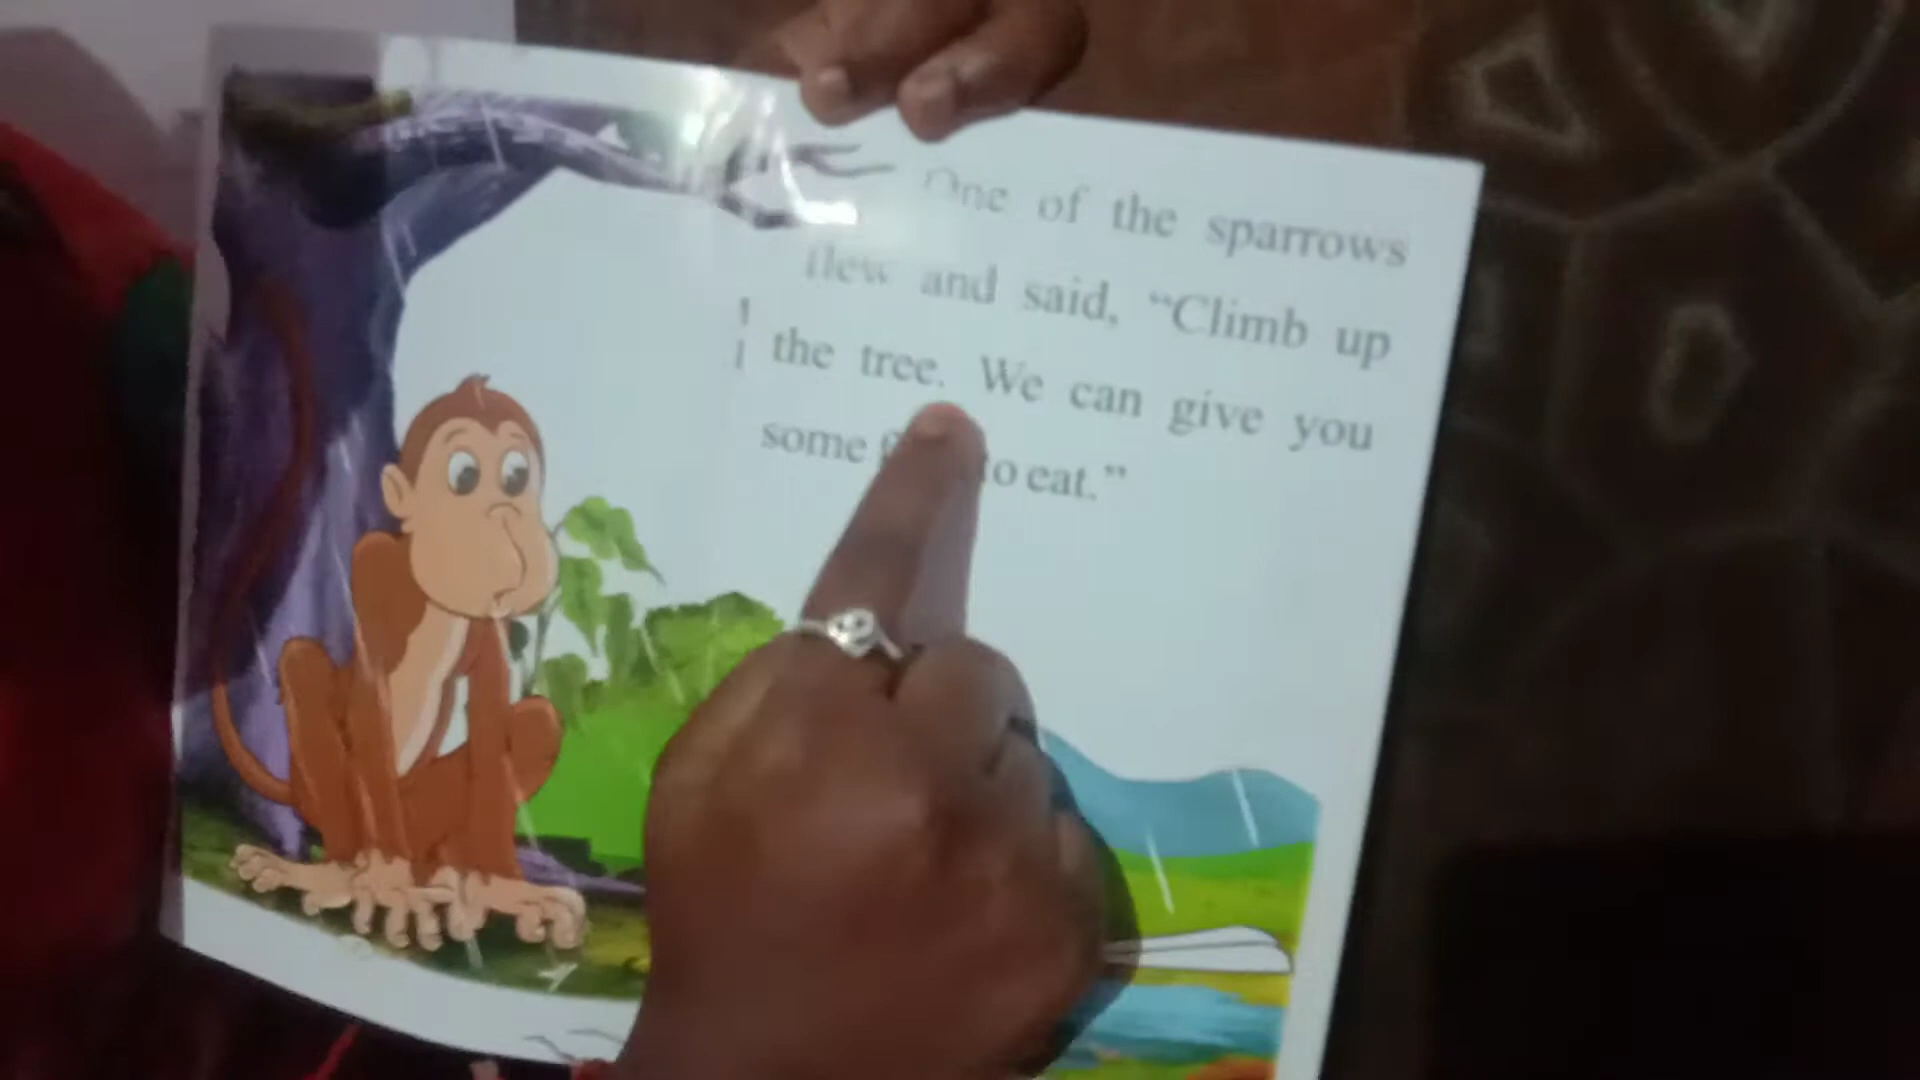 One of the sparrows
flew and said, “Climb up
the tree. We can give you
some to eat.”